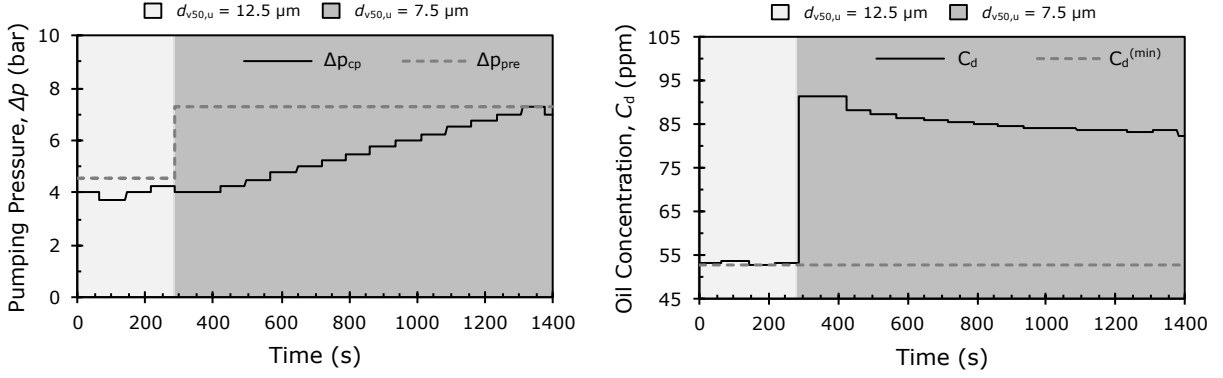 d_v50,u = 12.5 µm d_v50,u = 7.5 µm
10
8
6
4
2
0
Δp_cp Δp_pre
Pumping Pressure, Δp (bar)
0 200 400 600 800 1000 1200 1400
Time (s)
d_v50,u = 12.5 µm d_v50,u = 7.5 µm
105
95
85
75
65
55
45
C_d C_d^(min)
Oil Concentration, C_d (ppm)
0 200 400 600 800 1000 1200 1400
Time (s)